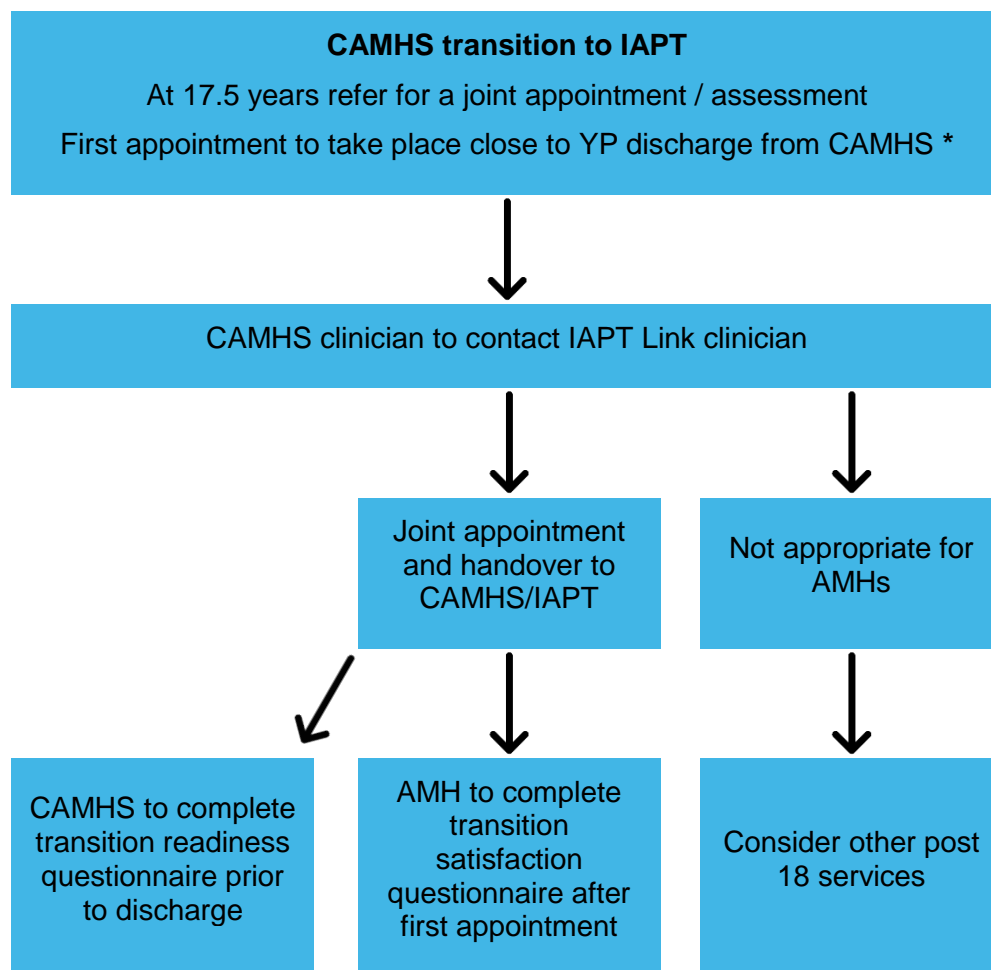 CAMHS transition to IAPT
At 17.5 years refer for a joint appointment / assessment
First appointment to take place close to YP discharge from CAMHS *
CAMHS clinician to contact IAPT Link clinician
Joint appointment
and handover to
CAMHS/IAPT
Not appropriate for
AMHs
CAMHS to complete
transition readiness
questionnaire prior
to discharge
AMH to complete
transition
satisfaction
questionnaire after
first appointment
Consider other post
18 services